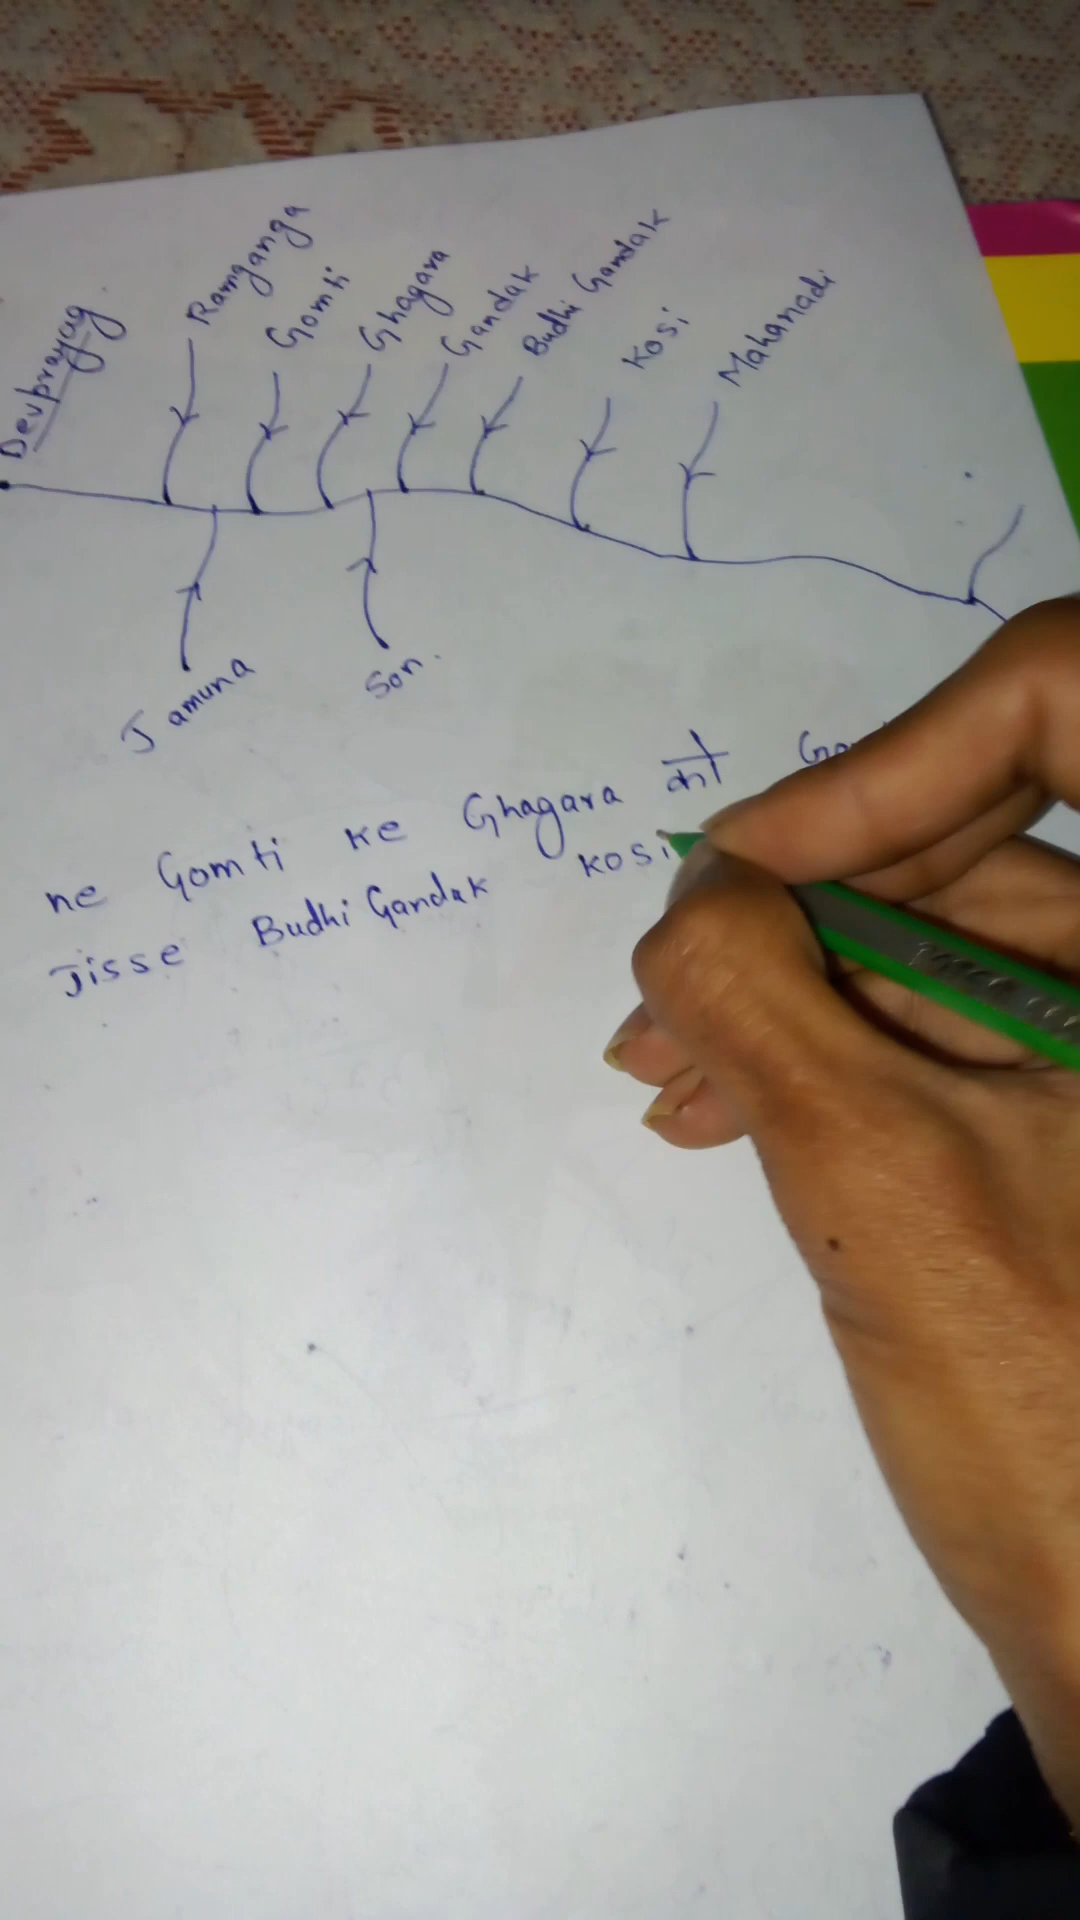 Devprayag
Ramganga
Gomti
Ghagara
Gandak
Budhi Gandak
Kosi
Mahanadi
Jamuna
Son.
ne Gomti ke Ghagara को
Jisse Budhi Gandak Kosi